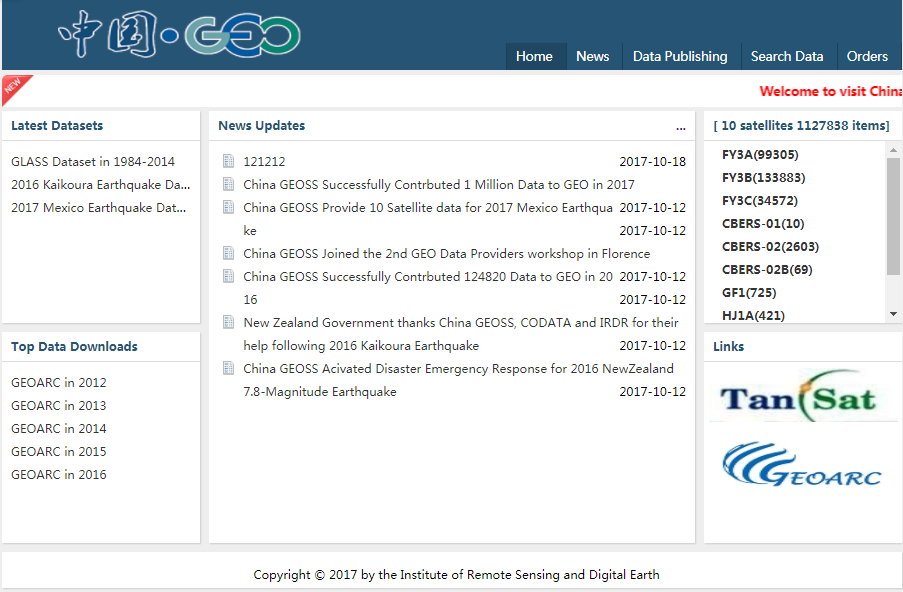 中国·GEO
Home News Data Publishing Search Data Orders
NEW
Welcome to visit China
Latest Datasets
GLASS Dataset in 1984-2014
2016 Kaikoura Earthquake Da...
2017 Mexico Earthquake Dat...
Top Data Downloads
GEOARC in 2012
GEOARC in 2013
GEOARC in 2014
GEOARC in 2015
GEOARC in 2016
News Updates ...
121212 2017-10-18
China GEOSS Successfully Contrbuted 1 Million Data to GEO in 2017
China GEOSS Provide 10 Satellite data for 2017 Mexico Earthqua 2017-10-12
ke 2017-10-12
China GEOSS Joined the 2nd GEO Data Providers workshop in Florence
China GEOSS Successfully Contrbuted 124820 Data to GEO in 20 2017-10-12
16 2017-10-12
New Zealand Government thanks China GEOSS, CODATA and IRDR for their
help following 2016 Kaikoura Earthquake 2017-10-12
China GEOSS Acivated Disaster Emergency Response for 2016 NewZealand
7.8-Magnitude Earthquake 2017-10-12
[ 10 satellites 1127838 items]
FY3A(99305)
FY3B(133883)
FY3C(34572)
CBERS-01(10)
CBERS-02(2603)
CBERS-02B(69)
GF1(725)
HJ1A(421)
Links
TanSat
GEOARC
Copyright © 2017 by the Institute of Remote Sensing and Digital Earth